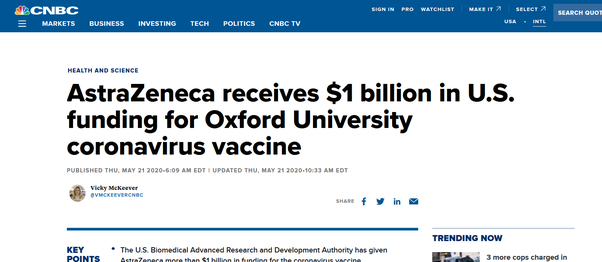 CNBC
SIGN IN PRO WATCHLIST MAKE IT SELECT
MARKETS BUSINESS INVESTING TECH POLITICS CNBC TV
USA • INTL
SEARCH QUOT
HEALTH AND SCIENCE
AstraZeneca receives $1 billion in U.S.
funding for Oxford University
coronavirus vaccine
PUBLISHED THU, MAY 21 2020•6:09 AM EDT | UPDATED THU, MAY 21 2020•10:33 AM EDT
Vicky McKeever
@VMCKEEVERCNBC
SHARE
KEY
POINTS
• The U.S. Biomedical Advanced Research and Development Authority has given
AstraZeneca more than $1 billion in funding for the coronavirus vaccine
TRENDING NOW
3 more cops charged in